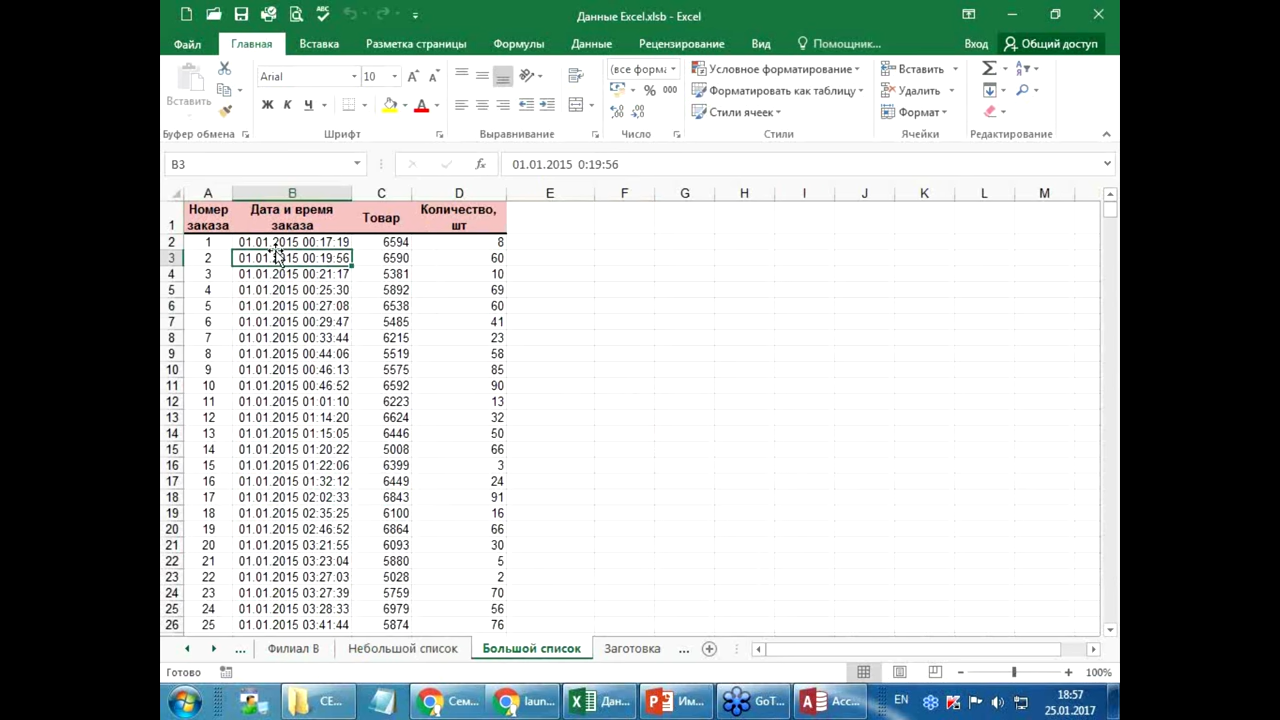 Данные Excel.xlsb - Excel
Файл Главная Вставка Разметка страницы Формулы Данные Рецензирование Вид Помощник... Вход Общий доступ
Вставить
Arial 10
(все форма
Условное форматирование
Форматировать как таблицу
Стили ячеек
Вставить
Удалить
Формат
Ж К Ч
% 000
Буфер обмена Шрифт Выравнивание Число Стили Ячейки Редактирование
B3 fx 01.01.2015 0:19:56
A B C D E F G H I J K L M
1 Номер заказа Дата и время заказа Товар Количество, шт
2 1 01.01.2015 00:17:19 6594 8
3 2 01.01.2015 00:19:56 6590 60
4 3 01.01.2015 00:21:17 5381 10
5 4 01.01.2015 00:25:30 5892 69
6 5 01.01.2015 00:27:08 6538 60
7 6 01.01.2015 00:29:47 5485 41
8 7 01.01.2015 00:33:44 6215 23
9 8 01.01.2015 00:44:06 5519 58
10 9 01.01.2015 00:46:13 5575 85
11 10 01.01.2015 00:46:52 6592 90
12 11 01.01.2015 01:01:10 6223 13
13 12 01.01.2015 01:14:20 6624 32
14 13 01.01.2015 01:15:05 6446 50
15 14 01.01.2015 01:20:22 5008 66
16 15 01.01.2015 01:22:06 6399 3
17 16 01.01.2015 01:32:12 6449 24
18 17 01.01.2015 02:02:33 6843 91
19 18 01.01.2015 02:35:25 6100 16
20 19 01.01.2015 02:46:52 6864 66
21 20 01.01.2015 03:21:55 6093 30
22 21 01.01.2015 03:23:04 5880 5
23 22 01.01.2015 03:27:03 5028 2
24 23 01.01.2015 03:27:39 5759 70
25 24 01.01.2015 03:28:33 6979 56
26 25 01.01.2015 03:41:44 5874 76
... Филиал B Небольшой список Большой список Заготовка ...
Готово 100%
CE... Сем... laun... Дан... Им... GoT... Acc... EN 18:57
25.01.2017